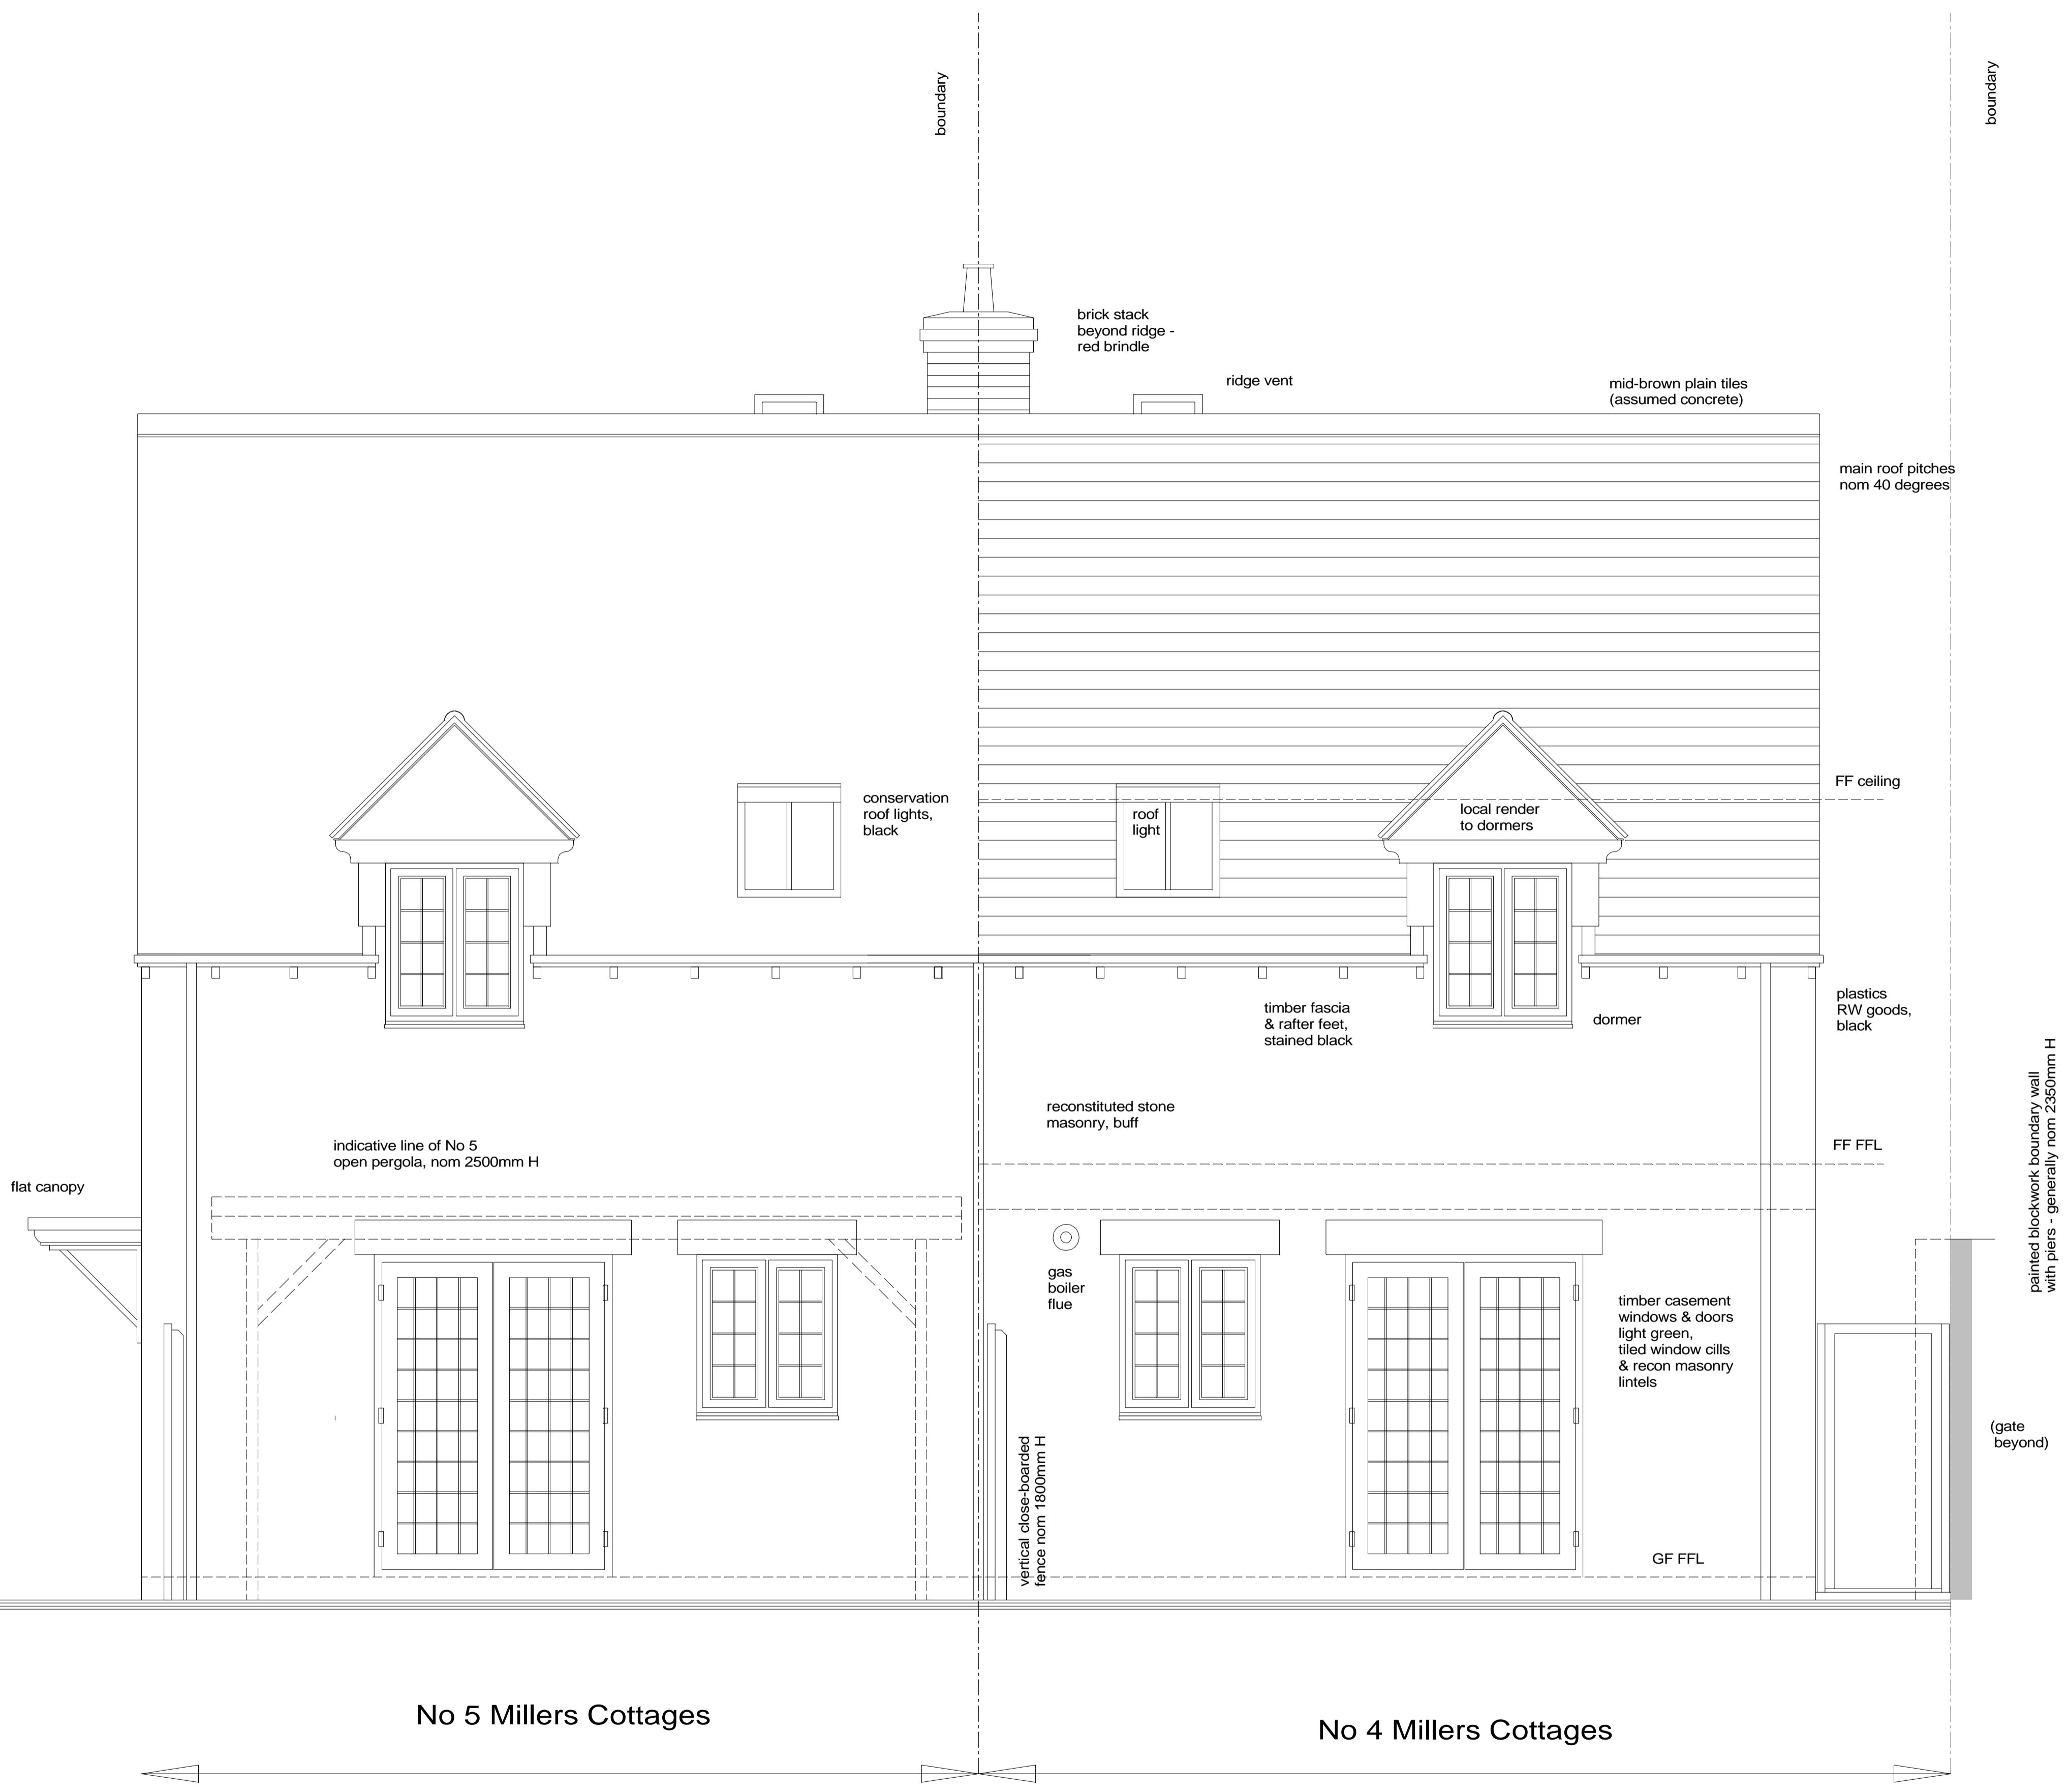 boundary
boundary
brick stack
beyond ridge -
red brindle
ridge vent
mid-brown plain tiles
(assumed concrete)
main roof pitches
nom 40 degrees
FF ceiling
conservation
roof lights,
black
roof
light
local render
to dormers
plastics
RW goods,
black
timber fascia
& rafter feet,
stained black
dormer
painted blockwork boundary wall
with piers - generally nom 2350mm H
reconstituted stone
masonry, buff
indicative line of No 5
open pergola, nom 2500mm H
FF FFL
flat canopy
gas
boiler
flue
timber casement
windows & doors
light green,
tiled window cills
& recon masonry
lintels
(gate
beyond)
vertical close-boarded
fence nom 1800mm H
GF FFL
No 5 Millers Cottages
No 4 Millers Cottages